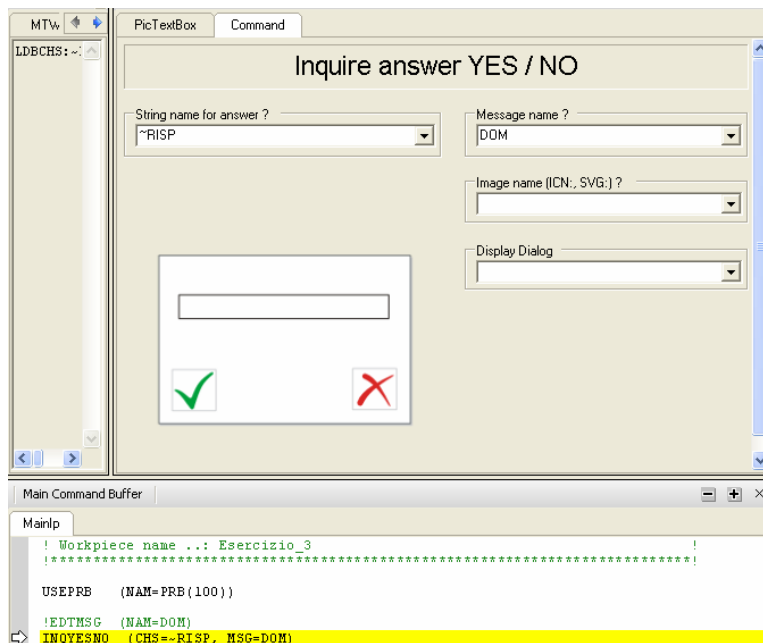 MTW
PicTextBox
Command
LDBCHS:~
Inquire answer YES / NO
String name for answer ?
~RISP
Message name ?
DOM
Image name (ICN:, SVG:) ?
Display Dialog
Main Command Buffer
MainIp
! Workpiece name ..: Esercizio_3 !
USEPRB (NAM=PRB(100))
!EDTMSG (NAM=DOM)
INQYESNO (CHS=~RISP, MSG=DOM)